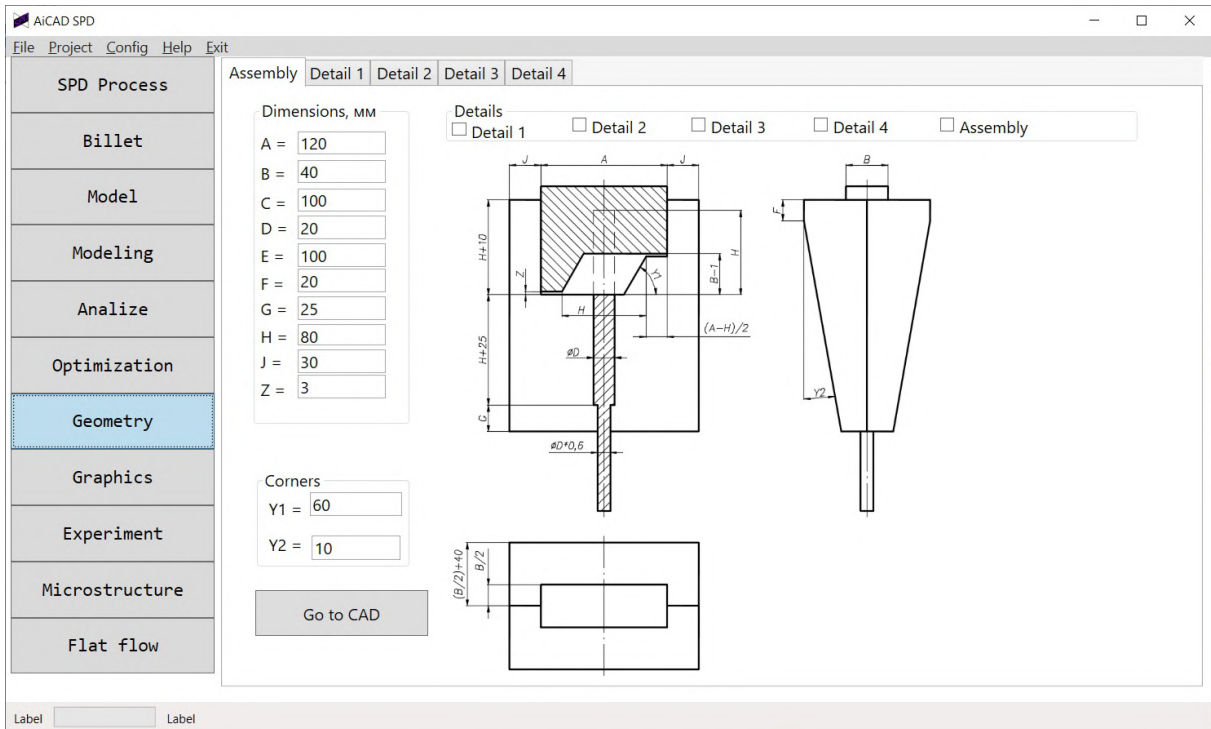 AiCAD SPD
File Project Config Help Exit
SPD Process
Billet
Model
Modeling
Analize
Optimization
Geometry
Graphics
Experiment
Microstructure
Flat flow
Assembly Detail 1 Detail 2 Detail 3 Detail 4
Dimensions, мм
A = 120
B = 40
C = 100
D = 20
E = 100
F = 20
G = 25
H = 80
J = 30
Z = 3
Corners
Y1 = 60
Y2 = 10
Go to CAD
Details
Detail 1 Detail 2 Detail 3 Detail 4 Assembly
J A J
H+10
Z
H
Y1
B-1
H
(A-H)/2
H+25
øD
G
øD*0,6
B
F
Y2
(B/2)+40
B/2
Label Label